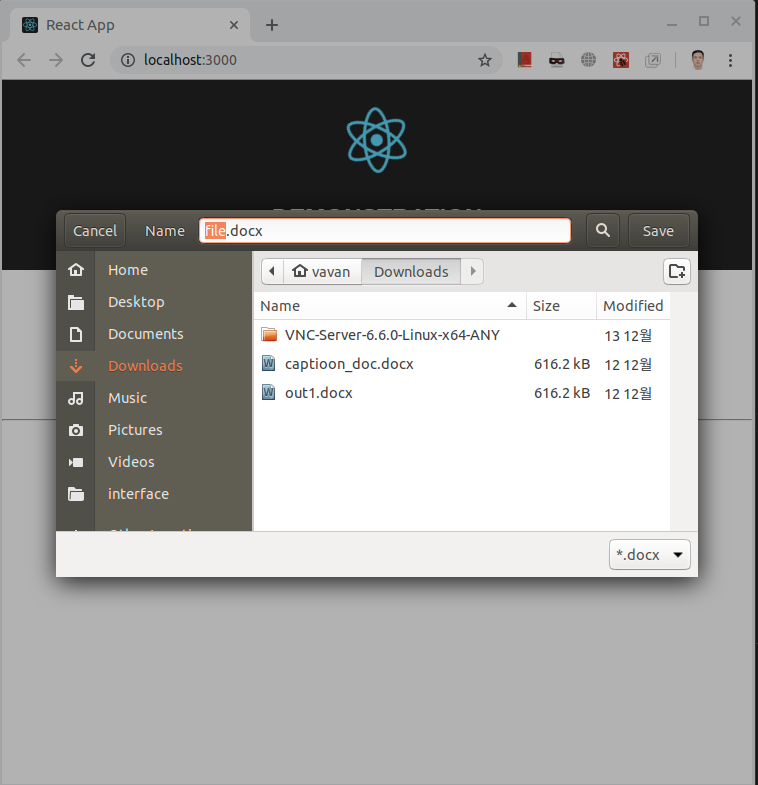 React App
localhost:3000
DEMONSTRATION
Cancel Name file.docx Save
Home
Desktop
Documents
Downloads
Music
Pictures
Videos
interface
vavan Downloads
Name Size Modified
VNC-Server-6.6.0-Linux-x64-ANY 13 12월
captioon_doc.docx 616.2 kB 12 12월
out1.docx 616.2 kB 12 12월
*.docx